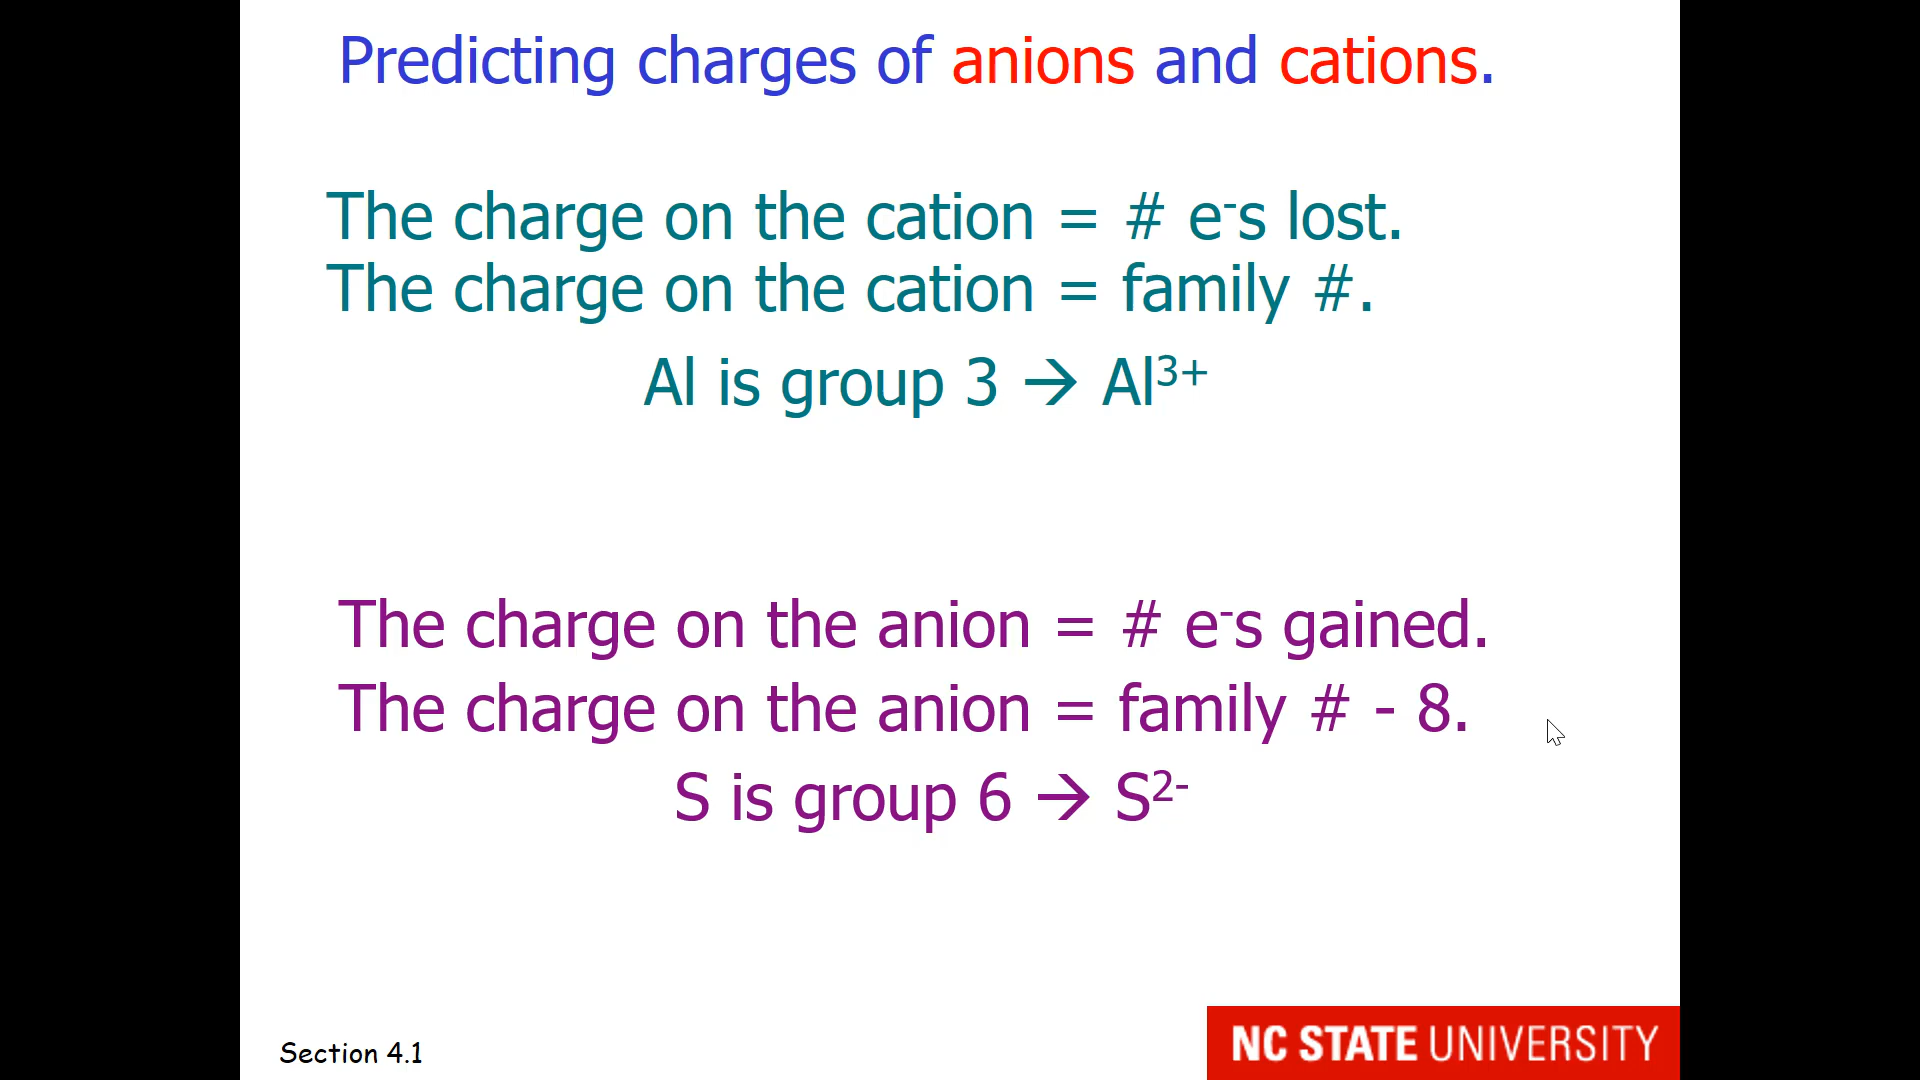 Predicting charges of anions and cations.
The charge on the cation = # e⁻s lost.
The charge on the cation = family #.
Al is group 3 → Al³⁺
The charge on the anion = # e⁻s gained.
The charge on the anion = family # - 8.
S is group 6 → S²⁻
Section 4.1
NC STATE UNIVERSITY